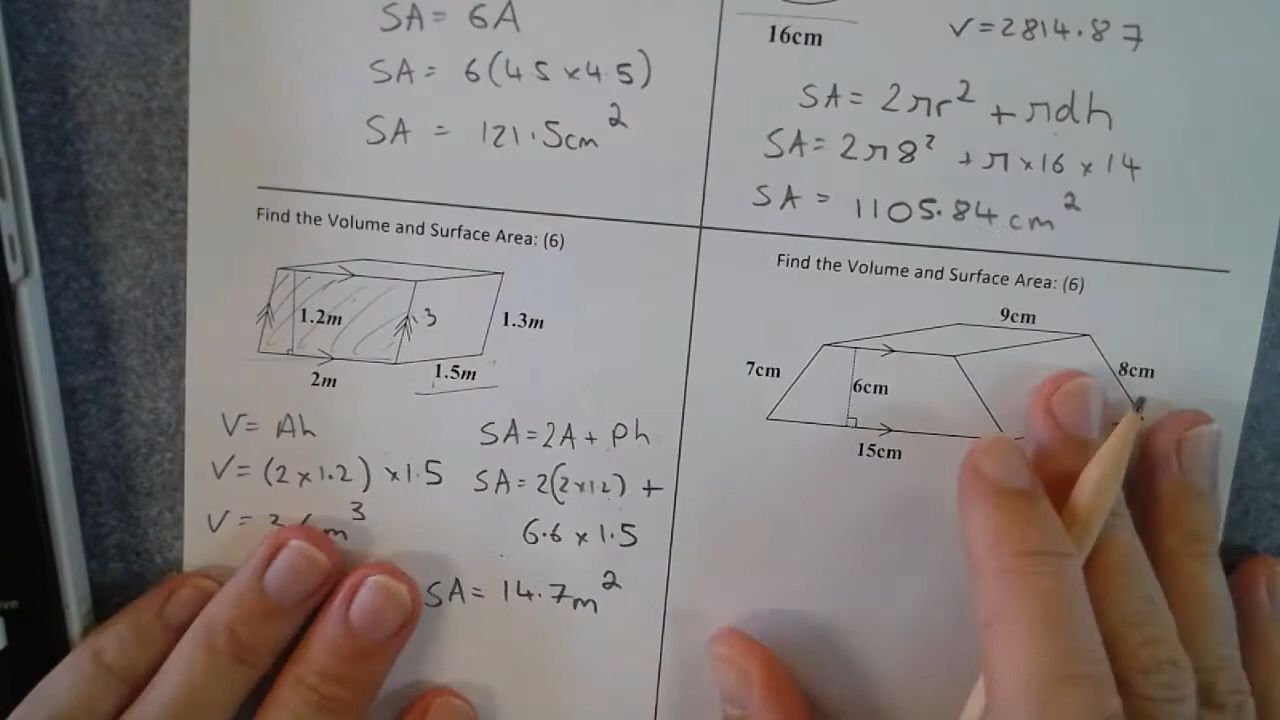 SA = 6A
SA = 6(45 x 4.5)
SA = 121.5cm²
16cm
V = 2814.87
SA = 2πr² + πdh
SA = 2π8² + π x 16 x 14
SA = 1105.84 cm²
Find the Volume and Surface Area: (6)
1.2m
3
1.3m
2m
1.5m
V = Ah
V = (2 x 1.2) x 1.5
V =
m³
SA = 2A + Ph
SA = 2(2x1.2) +
6.6 x 1.5
SA = 14.7m²
Find the Volume and Surface Area: (6)
9cm
7cm
6cm
8cm
15cm